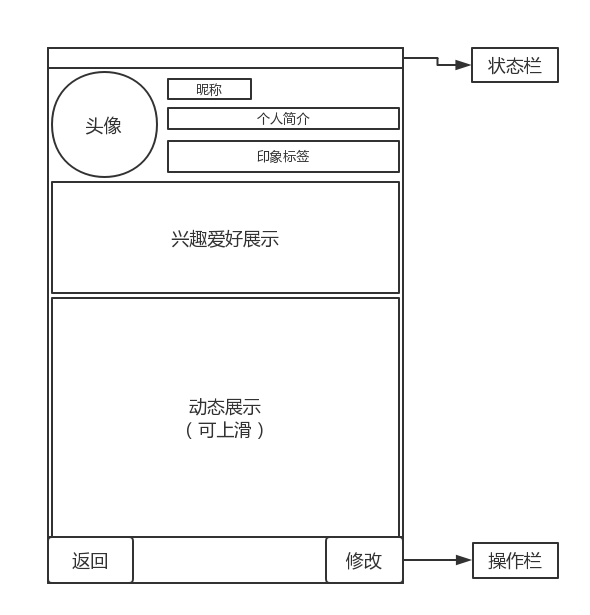 状态栏
头像
昵称
个人简介
印象标签
兴趣爱好展示
动态展示
（可上滑）
返回
修改
操作栏